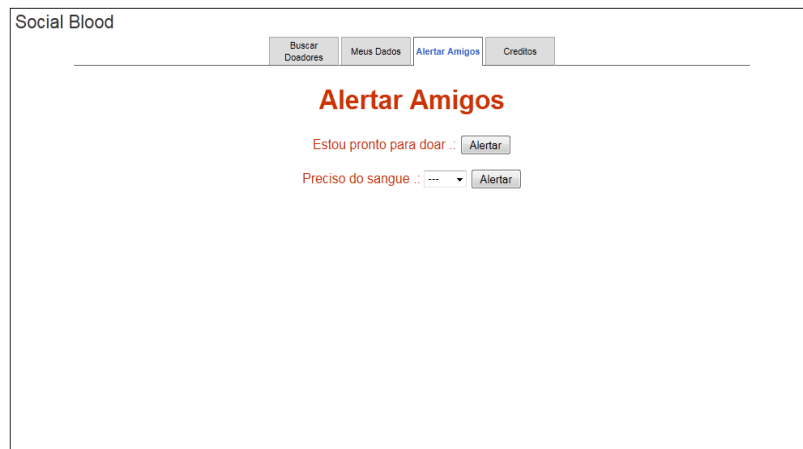 Social Blood
Buscar
Doadores
Meus Dados
Alertar Amigos
Creditos
Alertar Amigos
Estou pronto para doar .: Alertar
Preciso do sangue .: --- Alertar